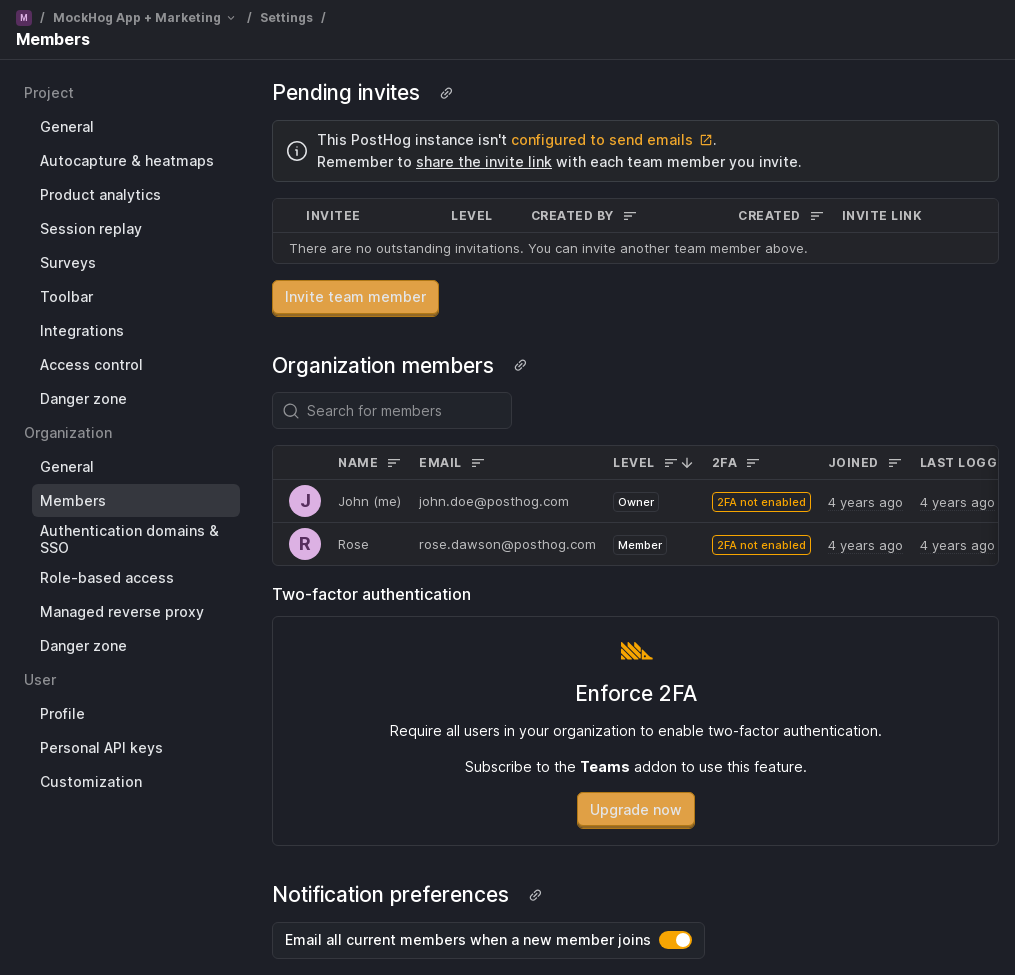 M / MockHog App + Marketing / Settings /
Members
Project
General
Autocapture & heatmaps
Product analytics
Session replay
Surveys
Toolbar
Integrations
Access control
Danger zone
Organization
General
Members
Authentication domains &
SSO
Role-based access
Managed reverse proxy
Danger zone
User
Profile
Personal API keys
Customization
Pending invites
This PostHog instance isn't configured to send emails.
Remember to share the invite link with each team member you invite.
INVITEE LEVEL CREATED BY CREATED INVITE LINK
There are no outstanding invitations. You can invite another team member above.
Invite team member
Organization members
Search for members
NAME EMAIL LEVEL 2FA JOINED LAST LOGG
J John (me) john.doe@posthog.com Owner 2FA not enabled 4 years ago 4 years ago
R Rose rose.dawson@posthog.com Member 2FA not enabled 4 years ago 4 years ago
Two-factor authentication
Enforce 2FA
Require all users in your organization to enable two-factor authentication.
Subscribe to the Teams addon to use this feature.
Upgrade now
Notification preferences
Email all current members when a new member joins